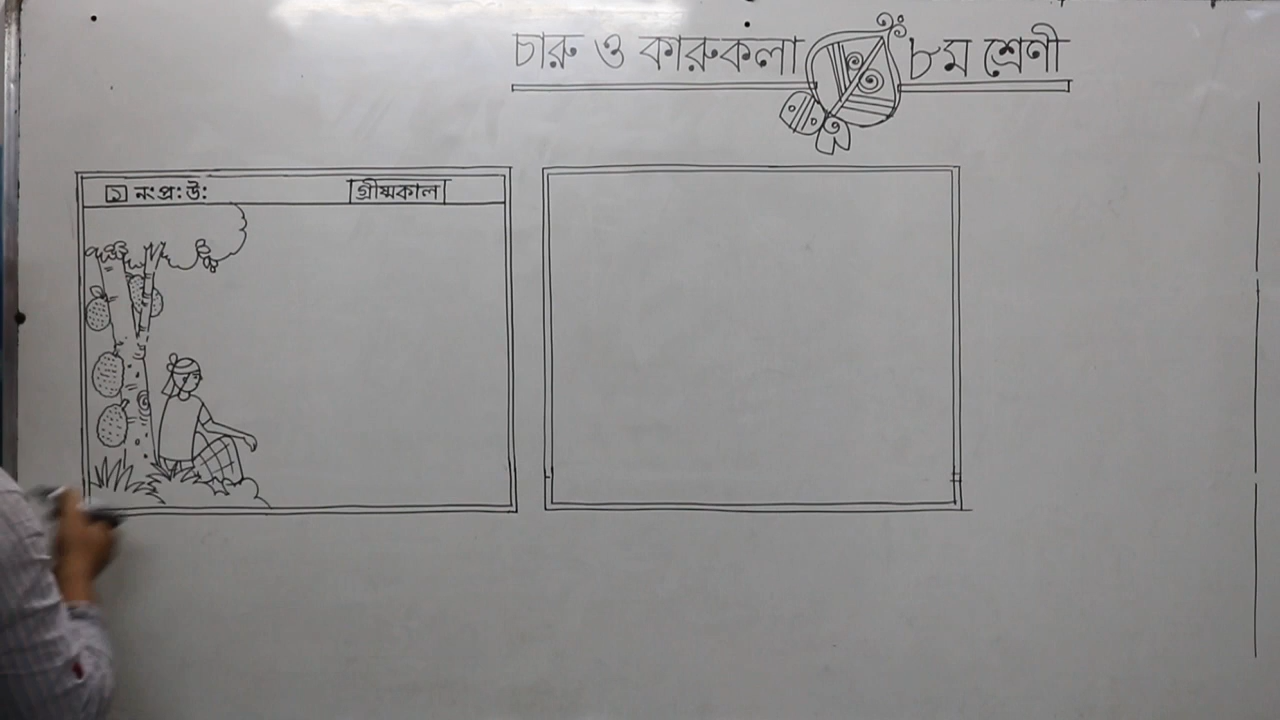 চারু ও কারুকলা ৮ম শ্রেণী
১ নং প্র: উ:
গ্রীষ্মকাল